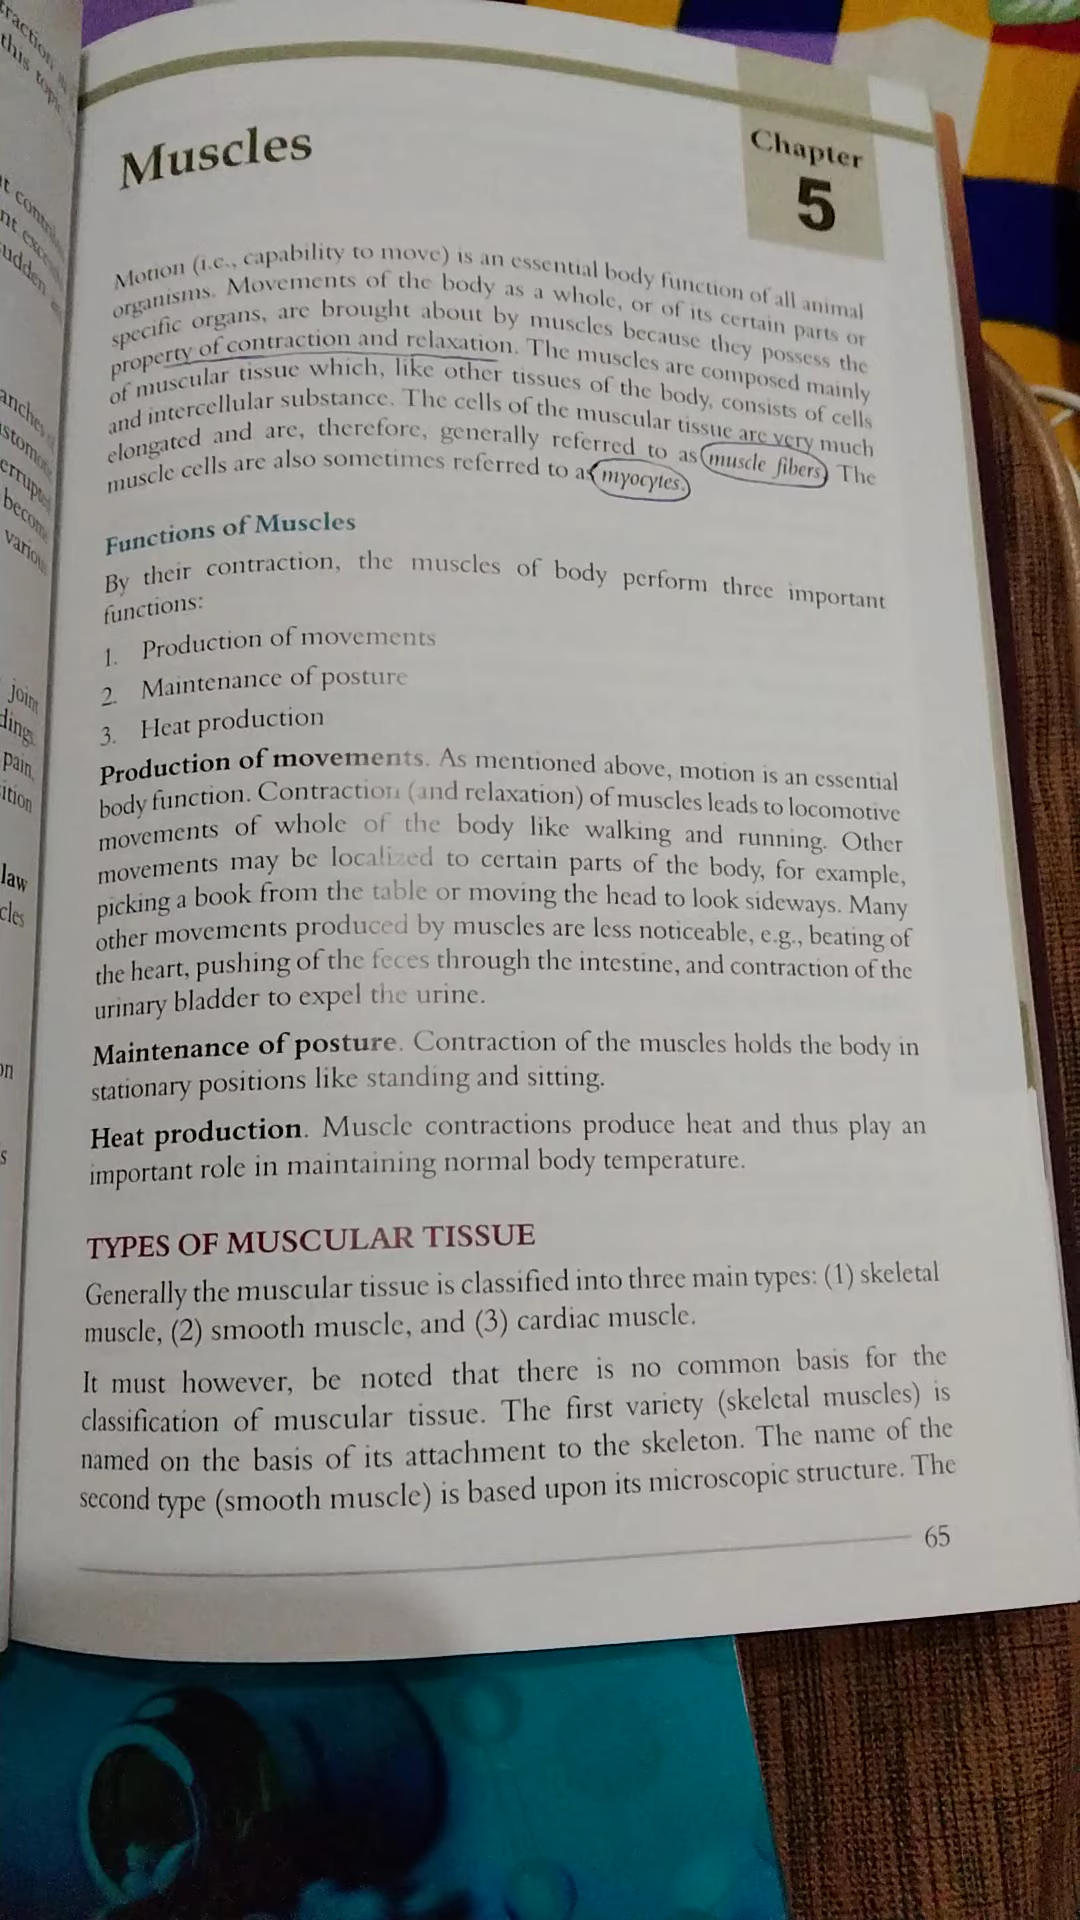 Muscles
Chapter
5
Motion (i.e., capability to move) is an essential body function of all animal
organisms. Movements of the body as a whole, or of its certain parts or
specific organs, are brought about by muscles because they possess the
property of contraction and relaxation. The muscles are composed mainly
of muscular tissue which, like other tissues of the body, consists of cells
and intercellular substance. The cells of the muscular tissue are very much
elongated and are, therefore, generally referred to as muscle fibers. The
muscle cells are also sometimes referred to as myocytes.
Functions of Muscles
By their contraction, the muscles of body perform three important
functions:
1. Production of movements
2. Maintenance of posture
3. Heat production
Production of movements. As mentioned above, motion is an essential
body function. Contraction (and relaxation) of muscles leads to locomotive
movements of whole of the body like walking and running. Other
movements may be localized to certain parts of the body, for example,
picking a book from the table or moving the head to look sideways. Many
other movements produced by muscles are less noticeable, e.g., beating of
the heart, pushing of the feces through the intestine, and contraction of the
urinary bladder to expel the urine.
Maintenance of posture. Contraction of the muscles holds the body in
stationary positions like standing and sitting.
Heat production. Muscle contractions produce heat and thus play an
important role in maintaining normal body temperature.
TYPES OF MUSCULAR TISSUE
Generally the muscular tissue is classified into three main types: (1) skeletal
muscle, (2) smooth muscle, and (3) cardiac muscle.
It must however, be noted that there is no common basis for the
classification of muscular tissue. The first variety (skeletal muscles) is
named on the basis of its attachment to the skeleton. The name of the
second type (smooth muscle) is based upon its microscopic structure. The
65
this
joint
pain,
law